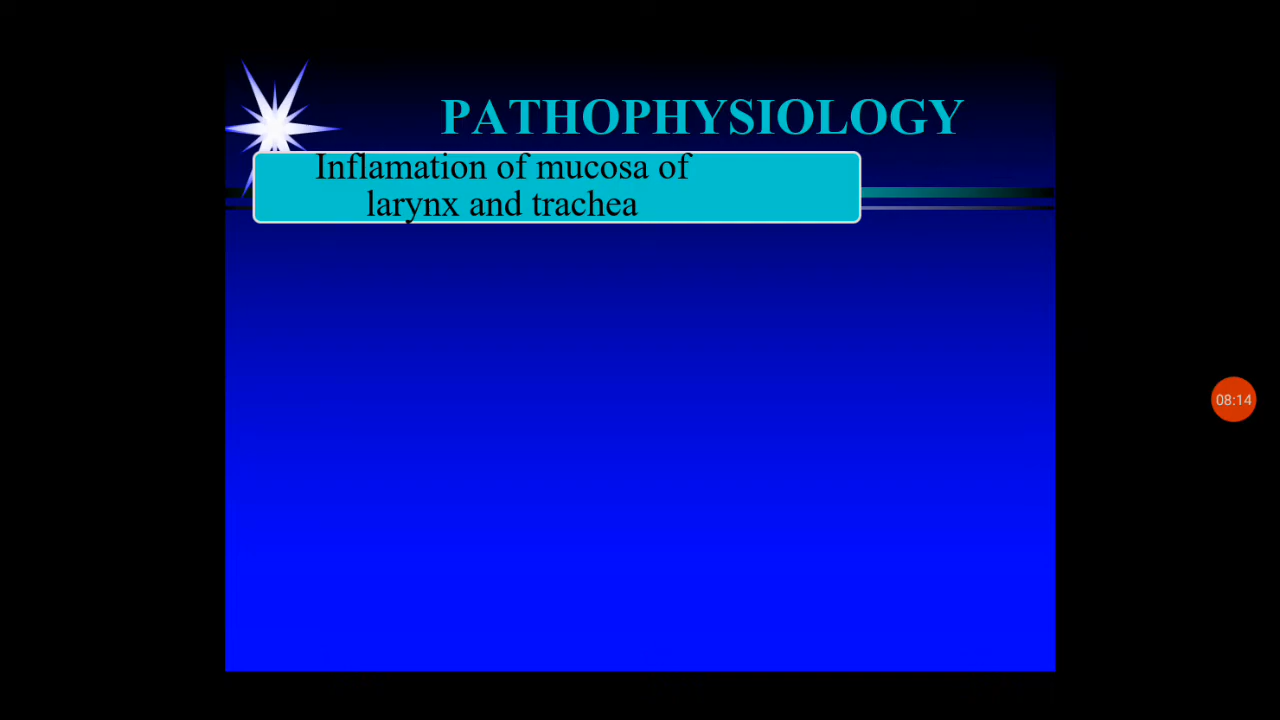 PATHOPHYSIOLOGY
Inflamation of mucosa of
larynx and trachea
08:14